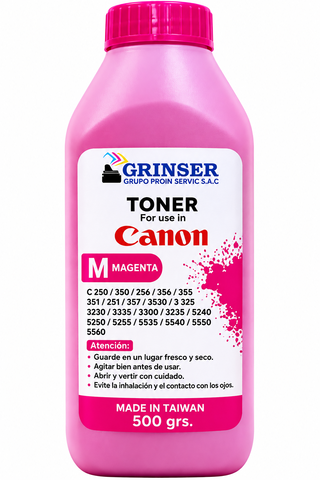 GRINSER
GRUPO PROIN SERVIC S.A.C
TONER
For use in
Canon
M MAGENTA
C 250 / 350 / 256 / 356 / 355
351 / 251 / 357 / 3530 / 3 325
3230 / 3335 / 3300 / 3235 / 5240
5250 / 5255 / 5535 / 5540 / 5550
5560
Atención:
• Guarde en un lugar fresco y seco.
• Agitar bien antes de usar.
• Abrir y vertir con cuidado.
• Evite la inhalación y el contacto con los ojos.
MADE IN TAIWAN
500 grs.